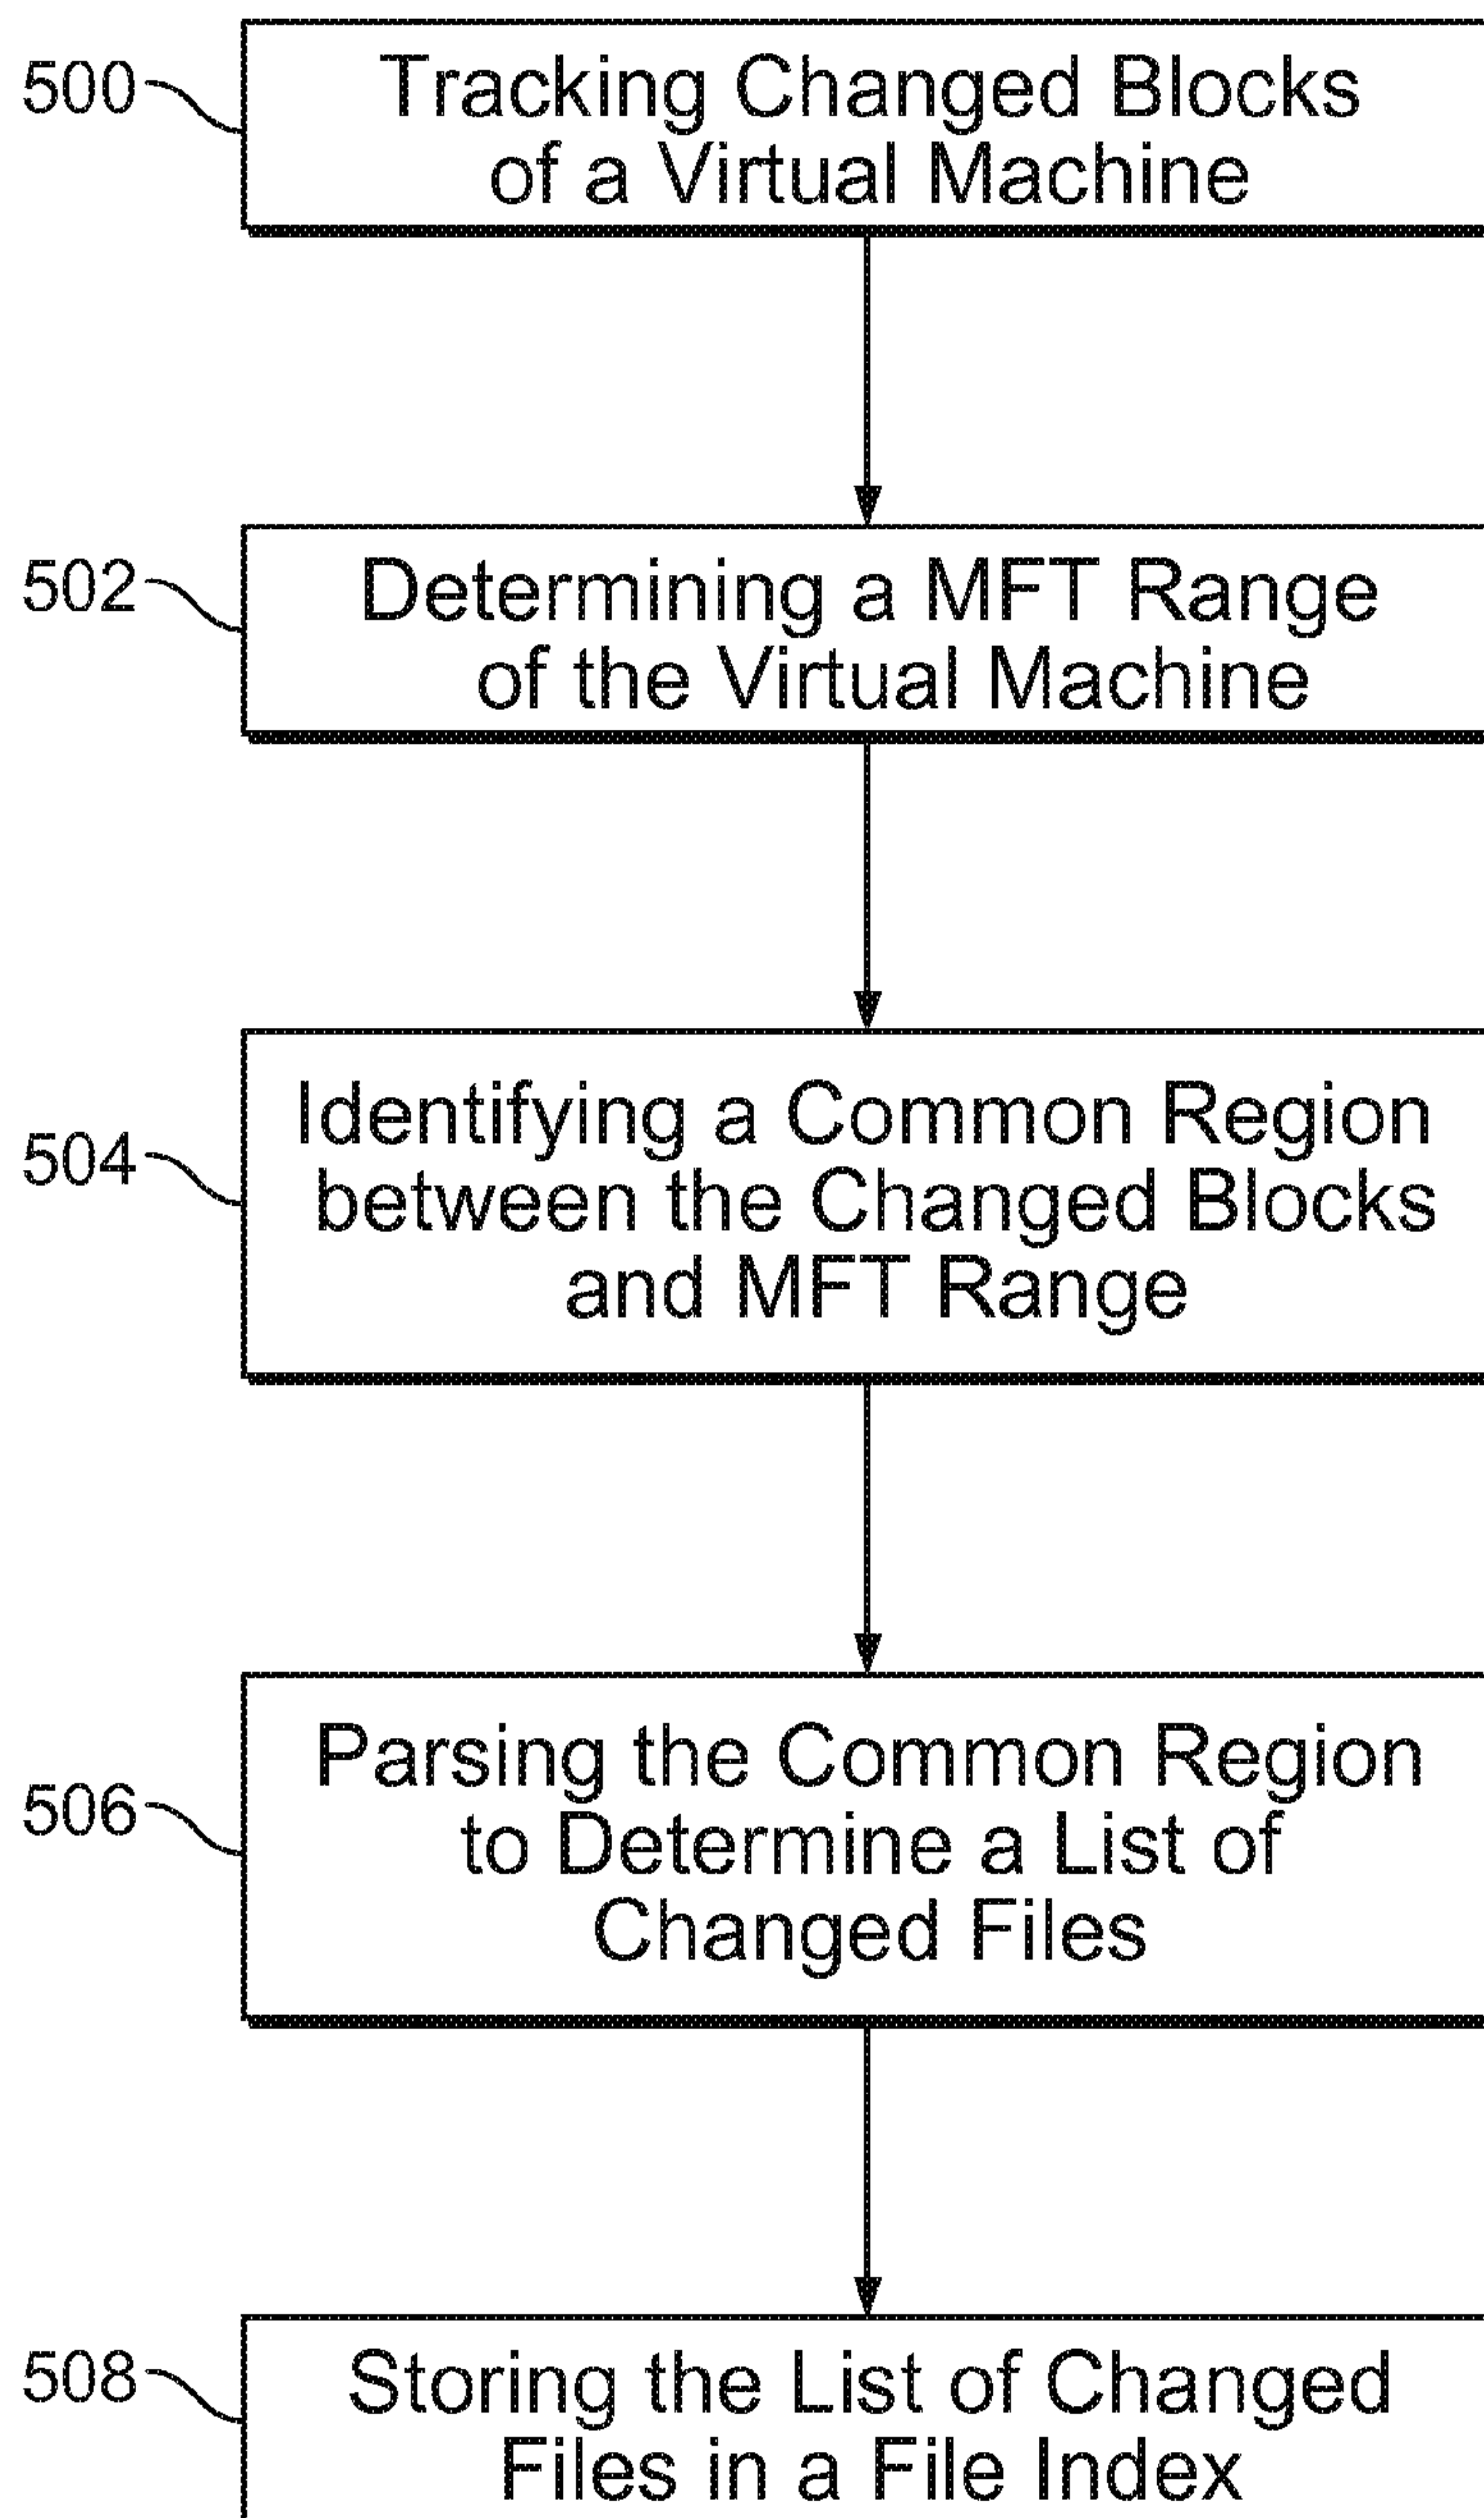 500
Tracking Changed Blocks
of a Virtual Machine
502
Determining a MFT Range
of the Virtual Machine
504
Identifying a Common Region
between the Changed Blocks
and MFT Range
506
Parsing the Common Region
to Determine a List of
Changed Files
508
Storing the List of Changed
Files in a File Index